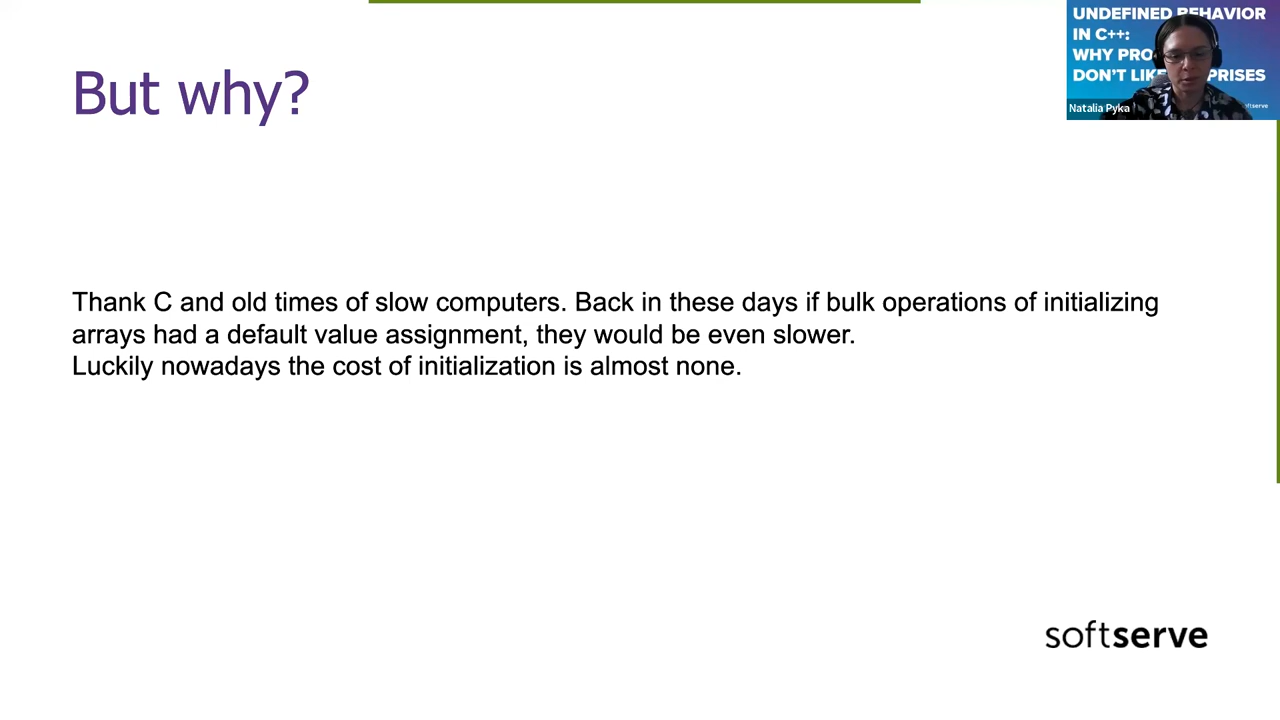 But why?
UNDEFINED BEHAVIOR
IN C++:
WHY PRO
DON'T LIK PRISES
Natalia Pyka
softserve
Thank C and old times of slow computers. Back in these days if bulk operations of initializing
arrays had a default value assignment, they would be even slower.
Luckily nowadays the cost of initialization is almost none.
softserve